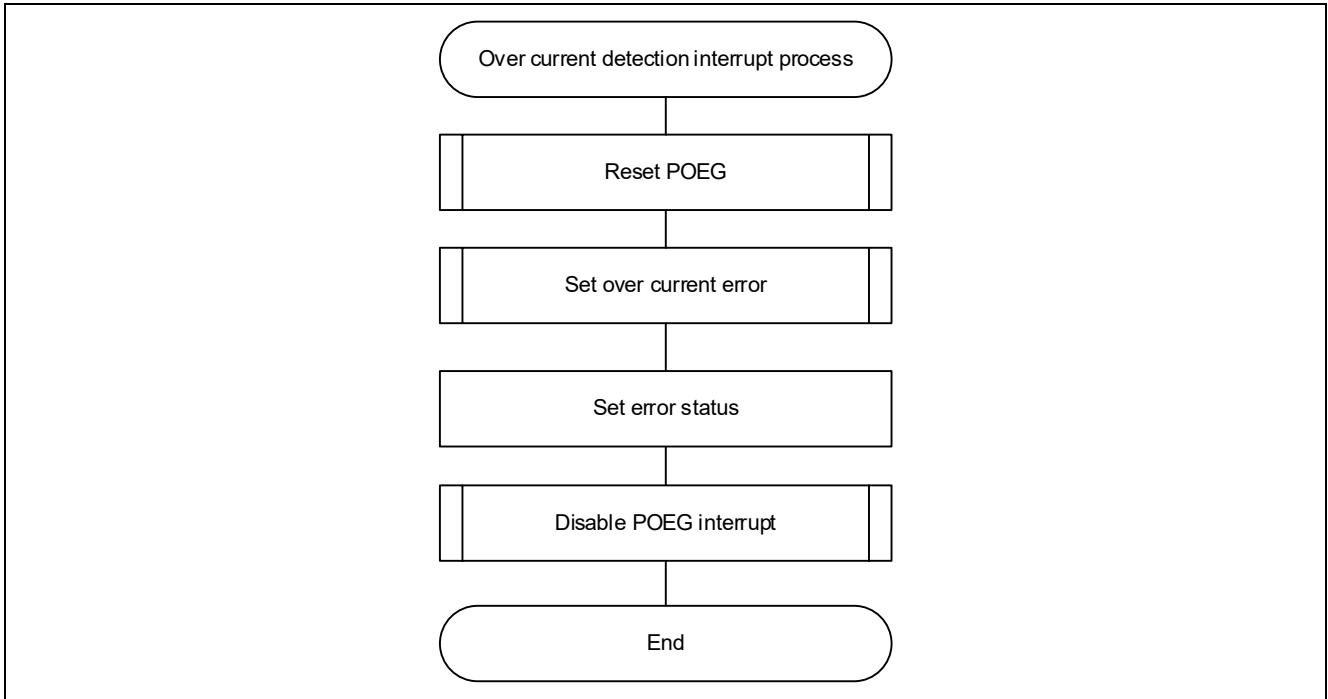 Over current detection interrupt process
Reset POEG
Set over current error
Set error status
Disable POEG interrupt
End